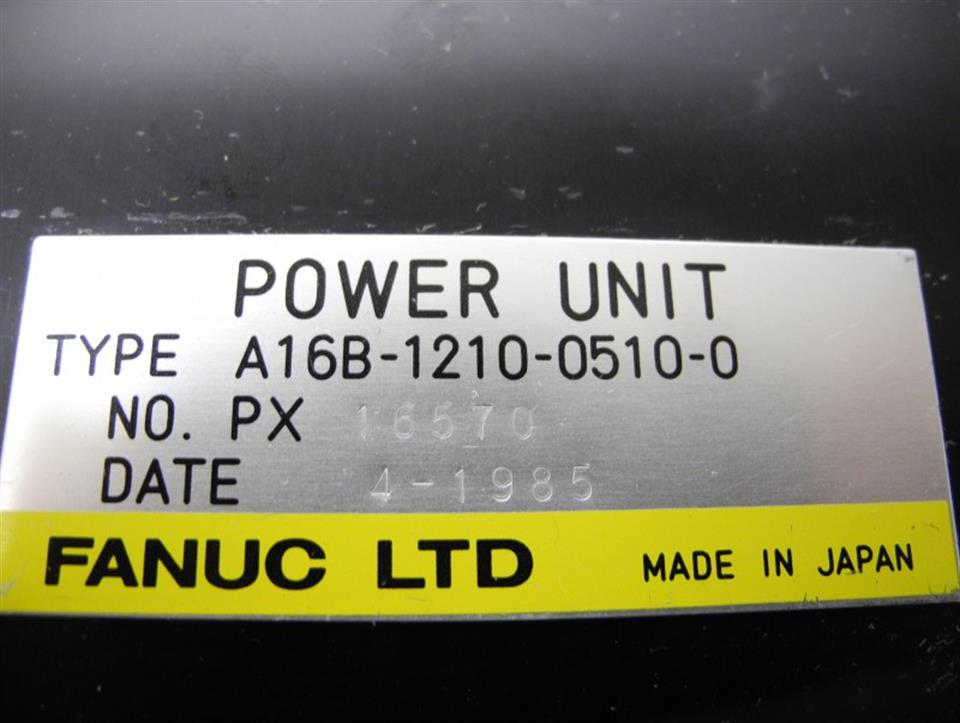 POWER UNIT
TYPE A16B-1210-0510-0
NO. PX 16570
DATE 4-1985
FANUC LTD MADE IN JAPAN